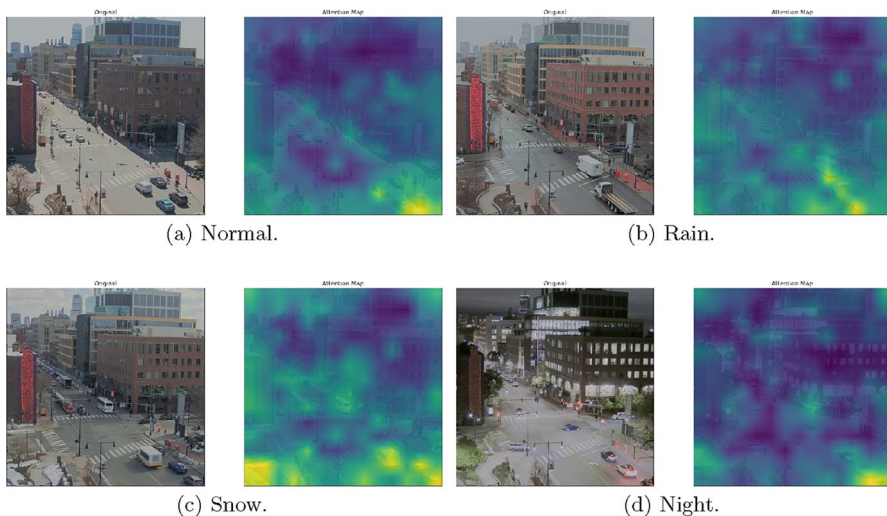 Original Attention Map Original Attention Map
(a) Normal. (b) Rain.
Original Attention Map Original Attention Map
(c) Snow. (d) Night.